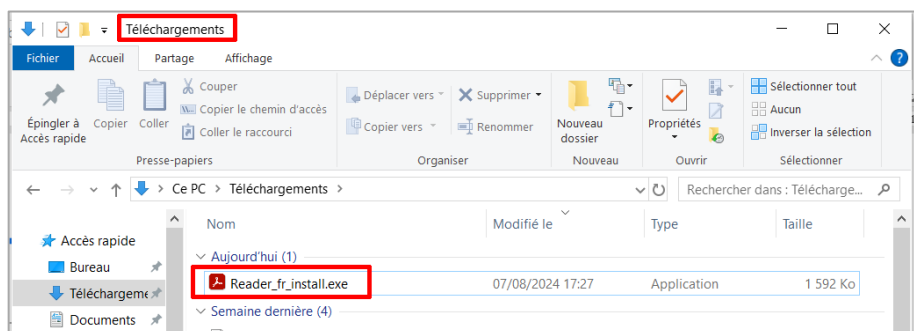 Téléchargements
Fichier Accueil Partage Affichage
Épingler à Accès rapide
Copier
Coller
Couper
Copier le chemin d'accès
Coller le raccourci
Déplacer vers
Copier vers
Supprimer
Renommer
Nouveau dossier
Propriétés
Sélectionner tout
Aucun
Inverser la sélection
Presse-papiers Organiser Nouveau Ouvrir Sélectionner
Ce PC > Téléchargements > Rechercher dans : Télécharge...
Nom Modifié le Type Taille
Accès rapide
Bureau
Téléchargeme
Documents
Aujourd'hui (1)
Reader_fr_install.exe 07/08/2024 17:27 Application 1 592 Ko
Semaine dernière (4)